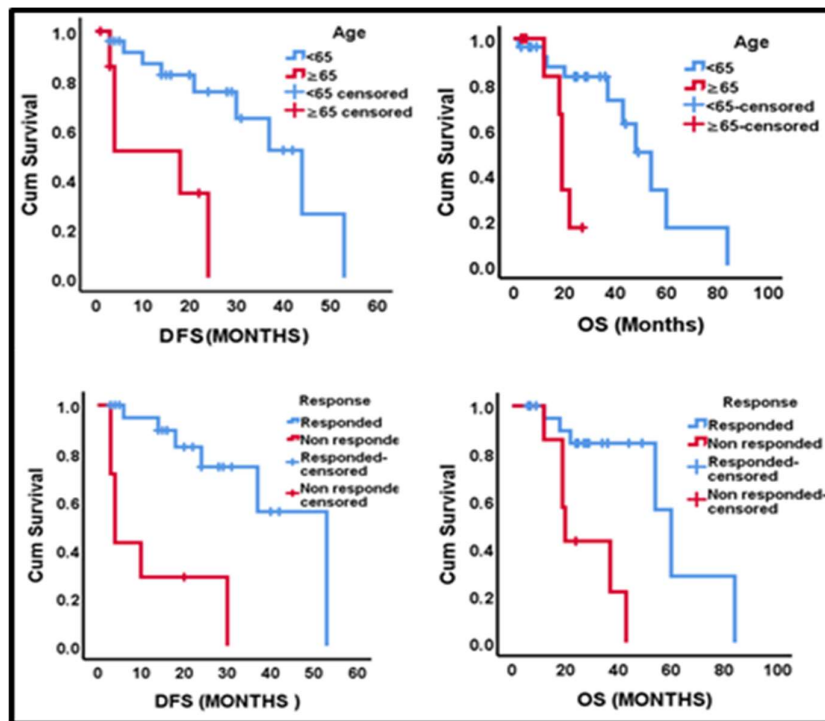 Age
<65
≥65
<65 censored
≥65 censored
Cum Survival
1.0
0.8
0.6
0.4
0.2
0.0
0 10 20 30 40 50 60
DFS(MONTHS)
Age
<65
≥65
<65-censored
≥65-censored
Cum Survival
1.0
0.8
0.6
0.4
0.2
0.0
0 20 40 60 80 100
OS (Months)
Response
Responded
Non responde
Responded-
censored
Non responde
censored
Cum Survival
1.0
0.8
0.6
0.4
0.2
0.0
0 10 20 30 40 50 60
DFS (MONTHS )
Response
Responded
Non responded
Responded-
censored
Non responded-
censored
Cum Survival
1.0
0.8
0.6
0.4
0.2
0.0
0 20 40 60 80 100
OS (MONTHS)